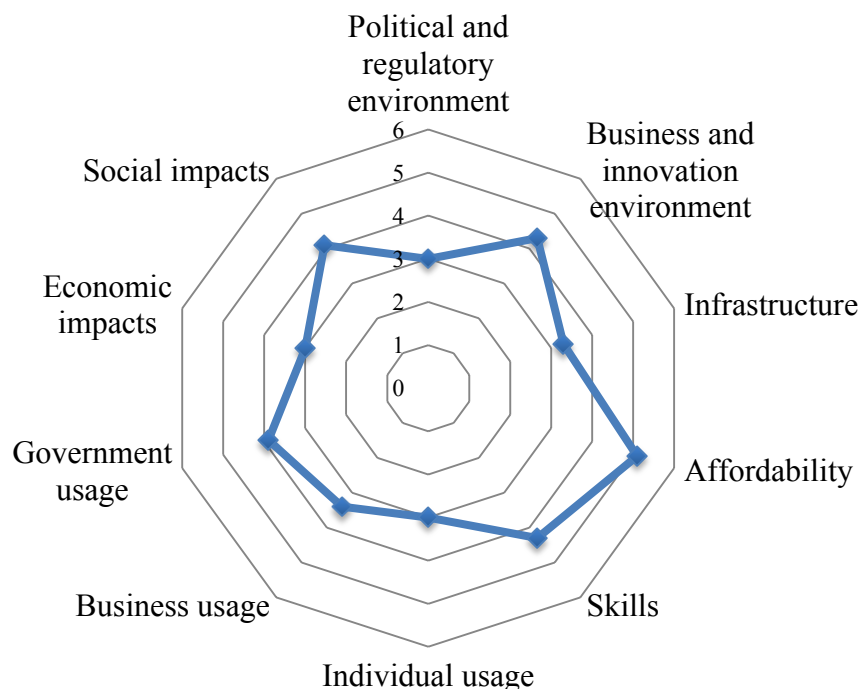 Political and
regulatory
environment
Business and
innovation
environment
Infrastructure
Affordability
Skills
Individual usage
Business usage
Government
usage
Economic
impacts
Social impacts
6
5
4
3
2
1
0